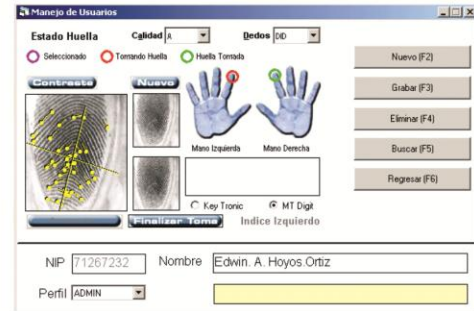 Manejo de Usuarios
Estado Huella Calidad A Dedos DID
Seleccionado Tomando Huella Huella Tomada
Nuevo (F2)
Contraste Nuevo
Grabar (F3)
Eliminar (F4)
Mano Izquierda Mano Derecha
Buscar (F5)
Regresar (F6)
Key Tronic MT Digit
Finalizar Toma Indice Izquierdo
NIP 71267232 Nombre Edwin. A. Hoyos.Ortiz
Perfil ADMIN